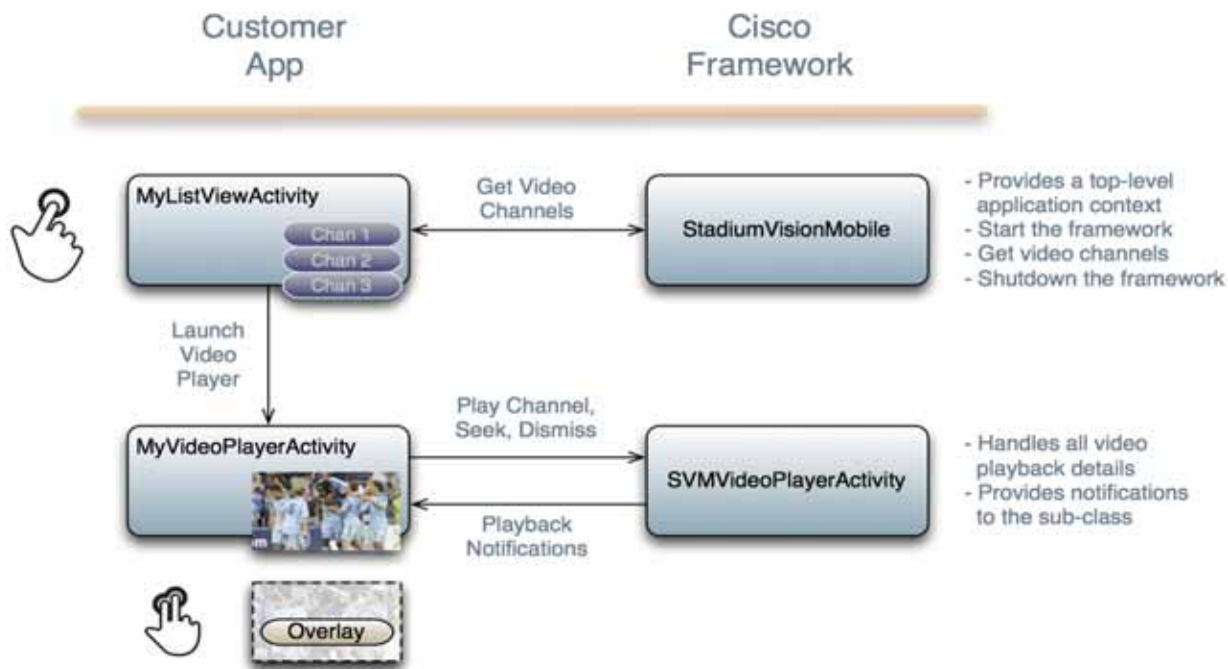 Customer
App
Cisco
Framework
MyListViewActivity
Chan 1
Chan 2
Chan 3
Get Video
Channels
StadiumVisionMobile
- Provides a top-level
application context
- Start the framework
- Get video channels
- Shutdown the framework
Launch
Video
Player
MyVideoPlayerActivity
om
Play Channel,
Seek, Dismiss
Playback
Notifications
SVMVideoPlayerActivity
- Handles all video
playback details
- Provides notifications
to the sub-class
Overlay